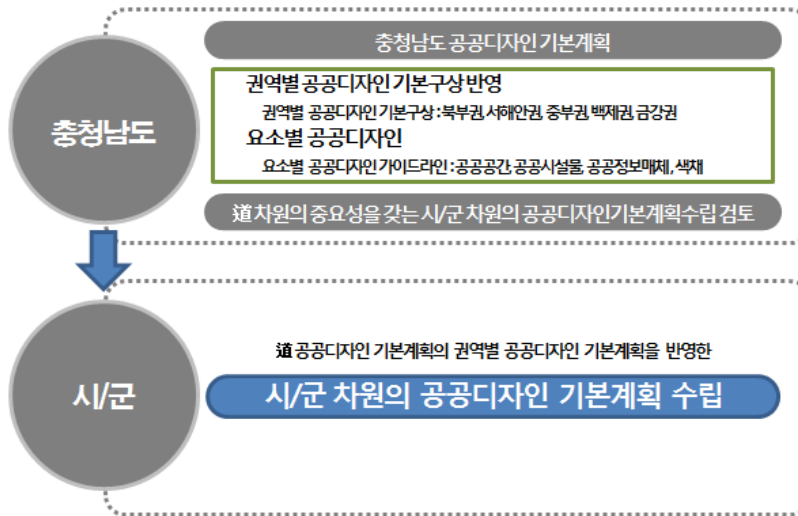 충청남도 공공디자인 기본계획
권역별 공공디자인 기본구상 반영
권역별 공공디자인 기본구상 : 북부권, 서해안권, 중부권, 백제권, 금강권
충청남도
요소별 공공디자인
요소별 공공디자인 가이드라인 : 공공공간, 공공시설물, 공공정보매체, 색채
道 차원의 중요성을 갖는 시/군 차원의 공공디자인기본계획수립 검토
道 공공디자인 기본계획의 권역별 공공디자인 기본계획을 반영한
시/군
시/군 차원의 공공디자인 기본계획 수립